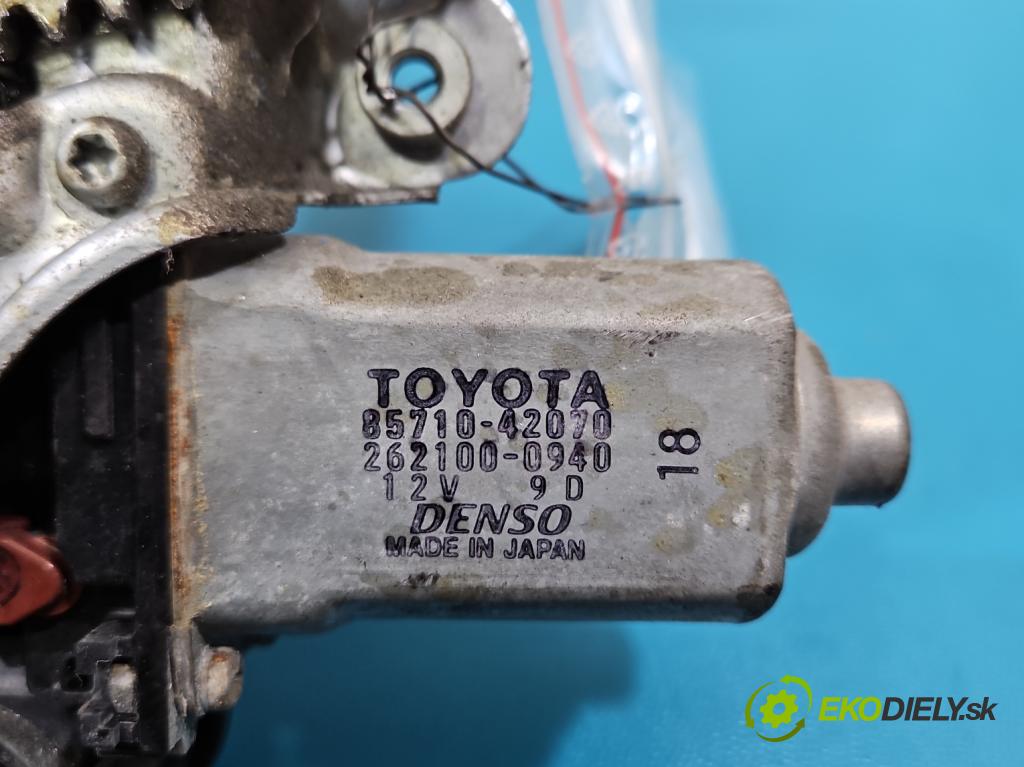 TOYOTA
85710-42070
262100-0940
12V 9D
DENSO
MADE IN JAPAN
18
EKODIELY.sk